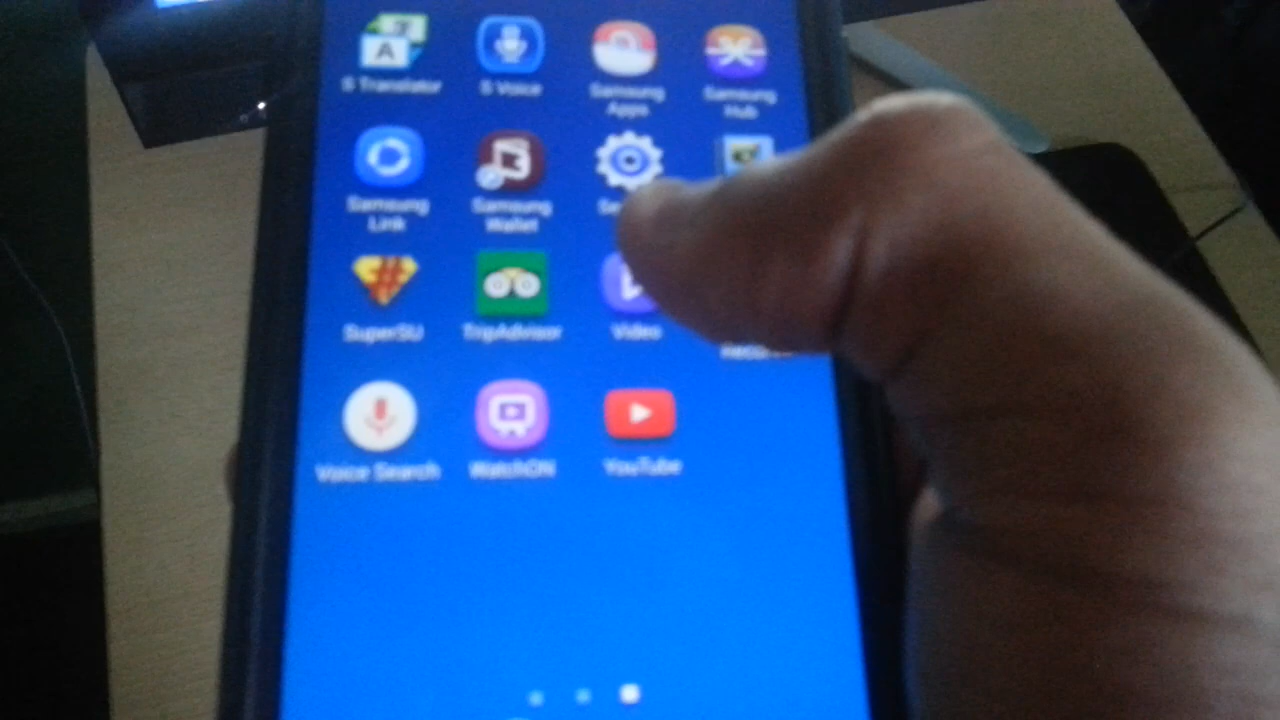 S Translator
S Voice
Samsung
Apps
Samsung
Hub
Samsung
Link
Samsung
Wallet
SuperSU
TripAdvisor
Video
Voice Search
WatchON
YouTube